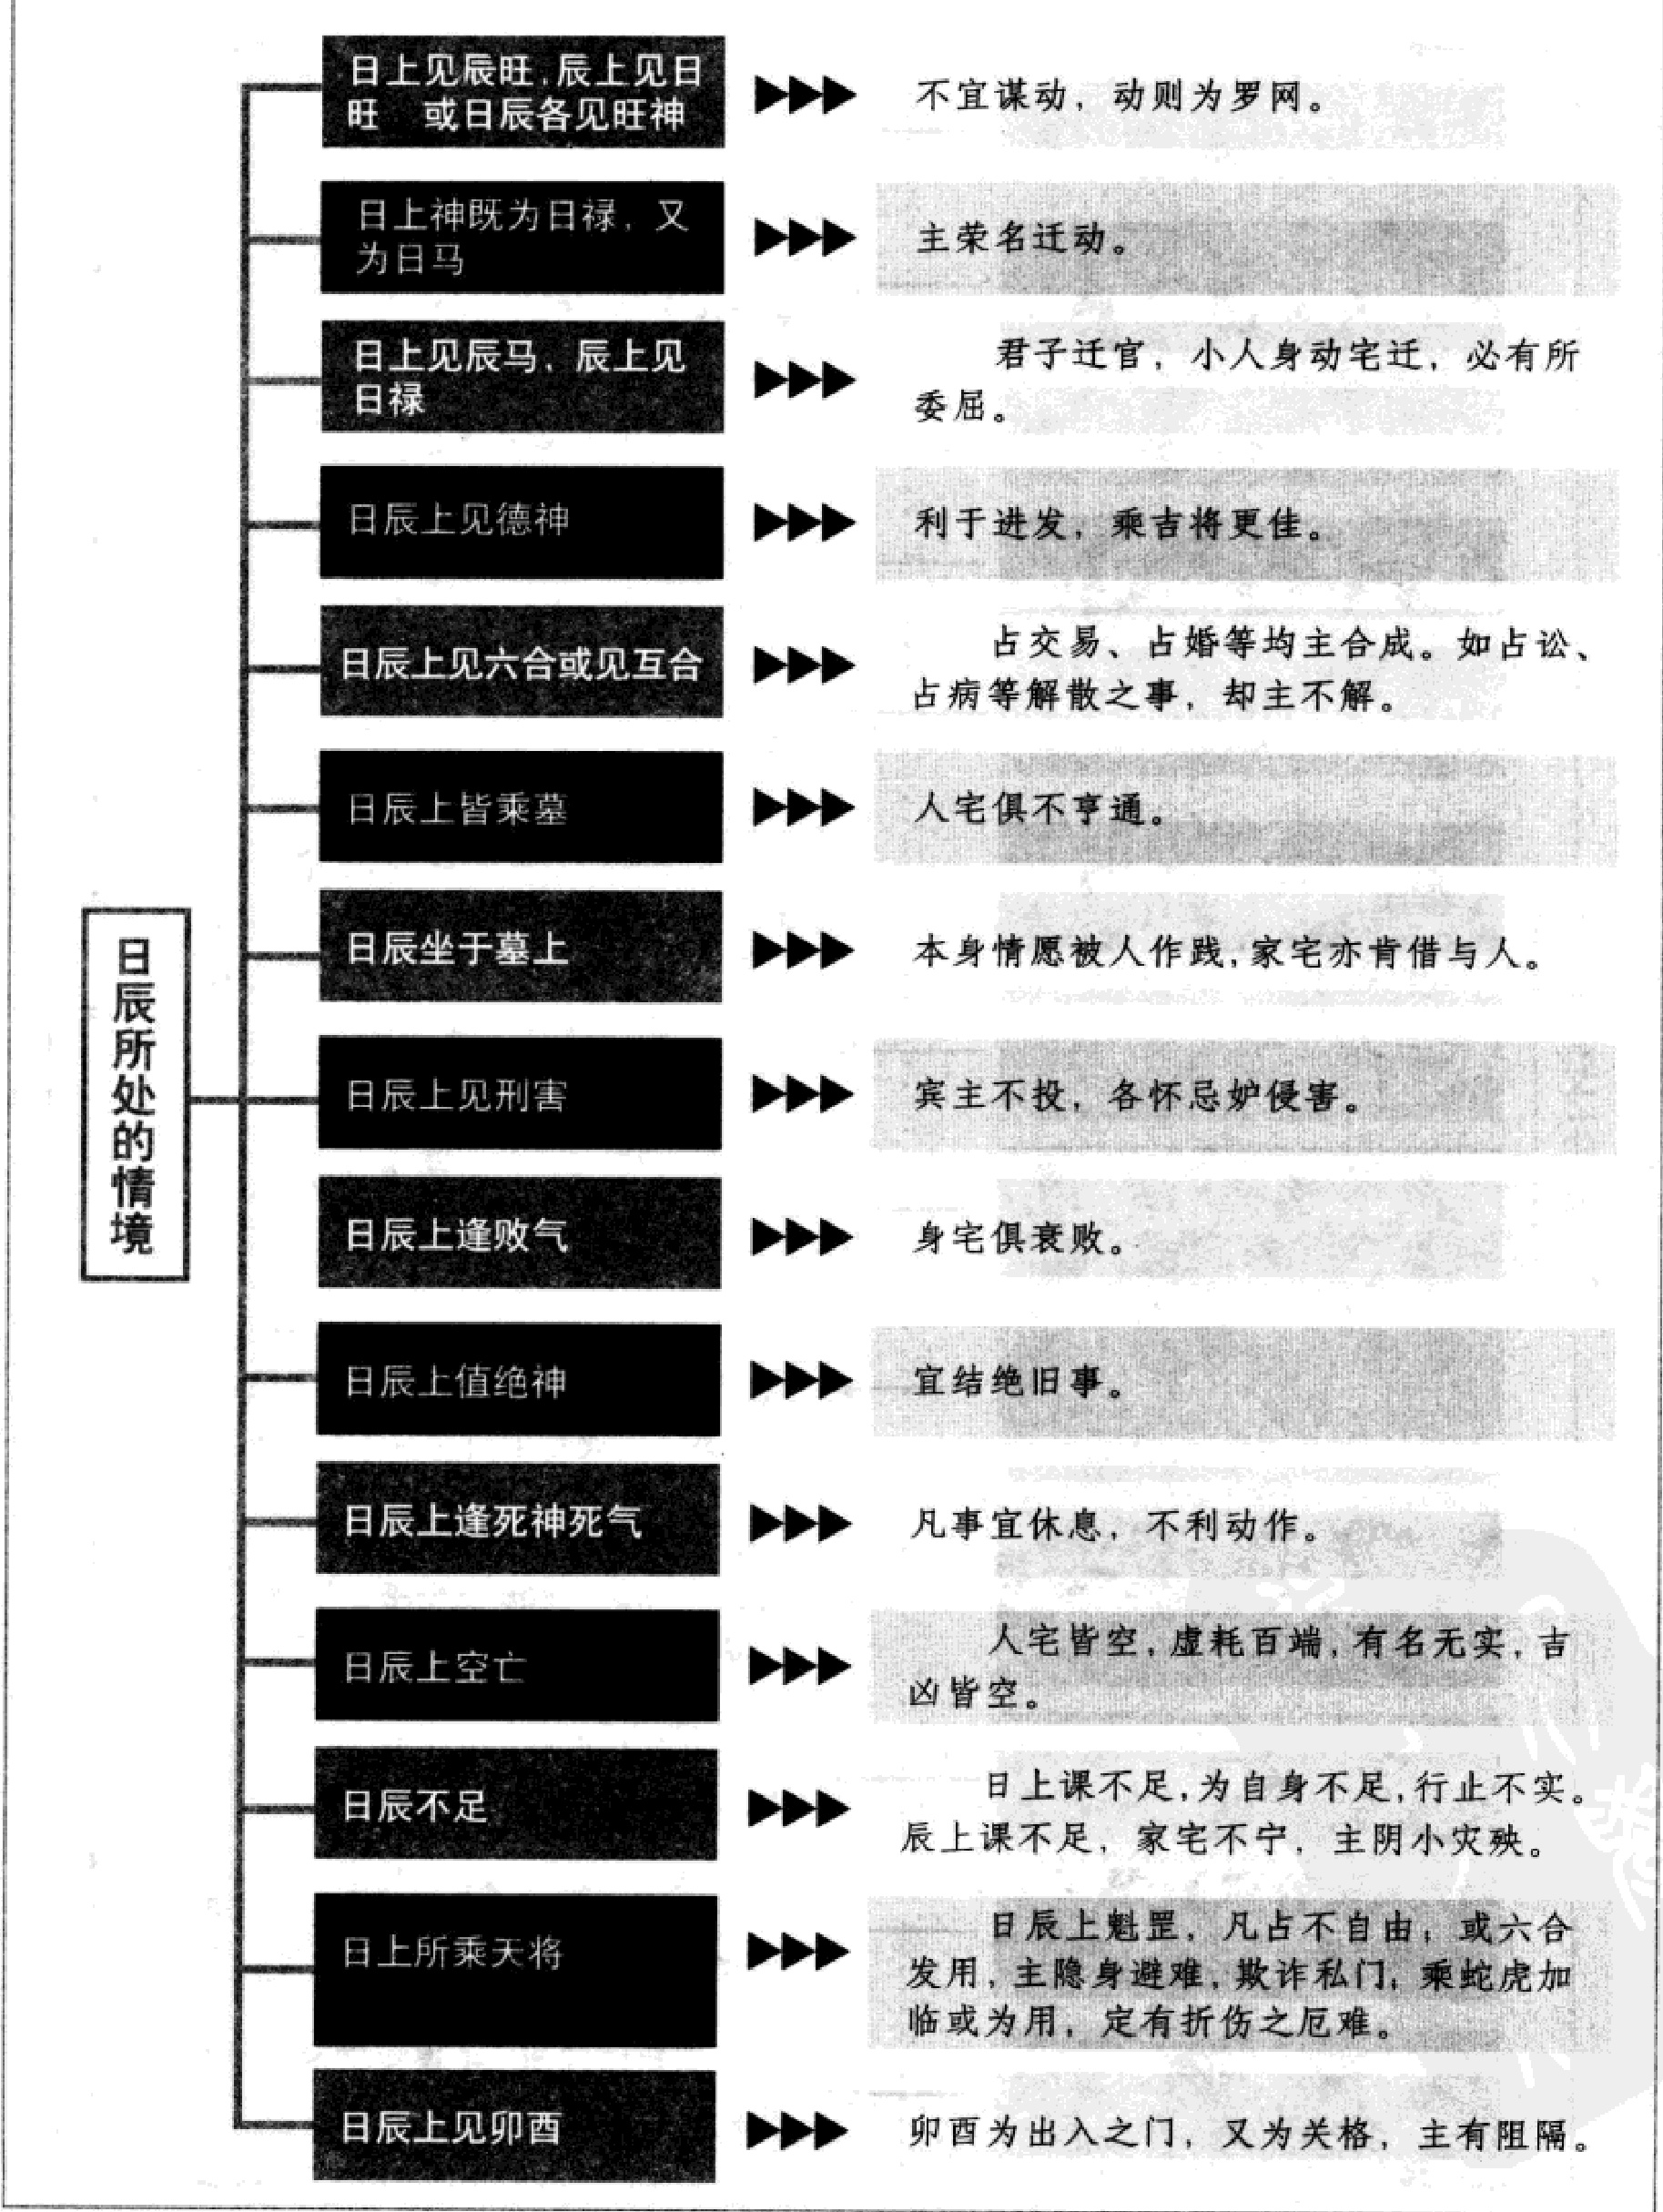 日辰所处的情境
日上见辰旺，辰上见日
旺 或日辰各见旺神
不宜谋动，动则为罗网。
日上神既为日禄，又
为日马
主荣名迁动。
日上见辰马，辰上见
日禄
君子迁官，小人身动宅迁，必有所
委屈。
日辰上见德神
利于进发，乘吉将更佳。
日辰上见六合或见互合
占交易、占婚等均主合成。如占讼、
占病等解散之事，却主不解。
日辰上皆乘墓
人宅俱不亨通。
日辰坐于墓上
本身情愿被人作践，家宅亦肯借与人。
日辰上见刑害
宾主不投，各怀忌妒侵害。
日辰上逢败气
身宅俱衰败。
日辰上值绝神
宜结绝旧事。
日辰上逢死神死气
凡事宜休息，不利动作。
日辰上空亡
人宅皆空，虚耗百端，有名无实，吉
凶皆空。
日辰不足
日上课不足，为自身不足，行止不实。
辰上课不足，家宅不宁，主阴小灾殃。
日上所乘天将
日辰上魁罡，凡占不自由；或六合
发用，主隐身避难，欺诈私门；乘蛇虎加
临或为用，定有折伤之厄难。
日辰上见卯酉
卯酉为出入之门，又为关格，主有阻隔。